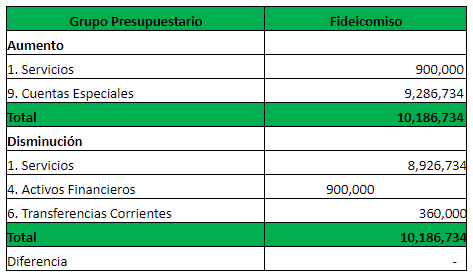 Grupo Presupuestario Fideicomiso
Aumento
1. Servicios 900,000
9. Cuentas Especiales 9,286,734
Total 10,186,734
Disminución
1. Servicios 8,926,734
4. Activos Financieros 900,000
6. Transferencias Corrientes 360,000
Total 10,186,734
Diferencia -